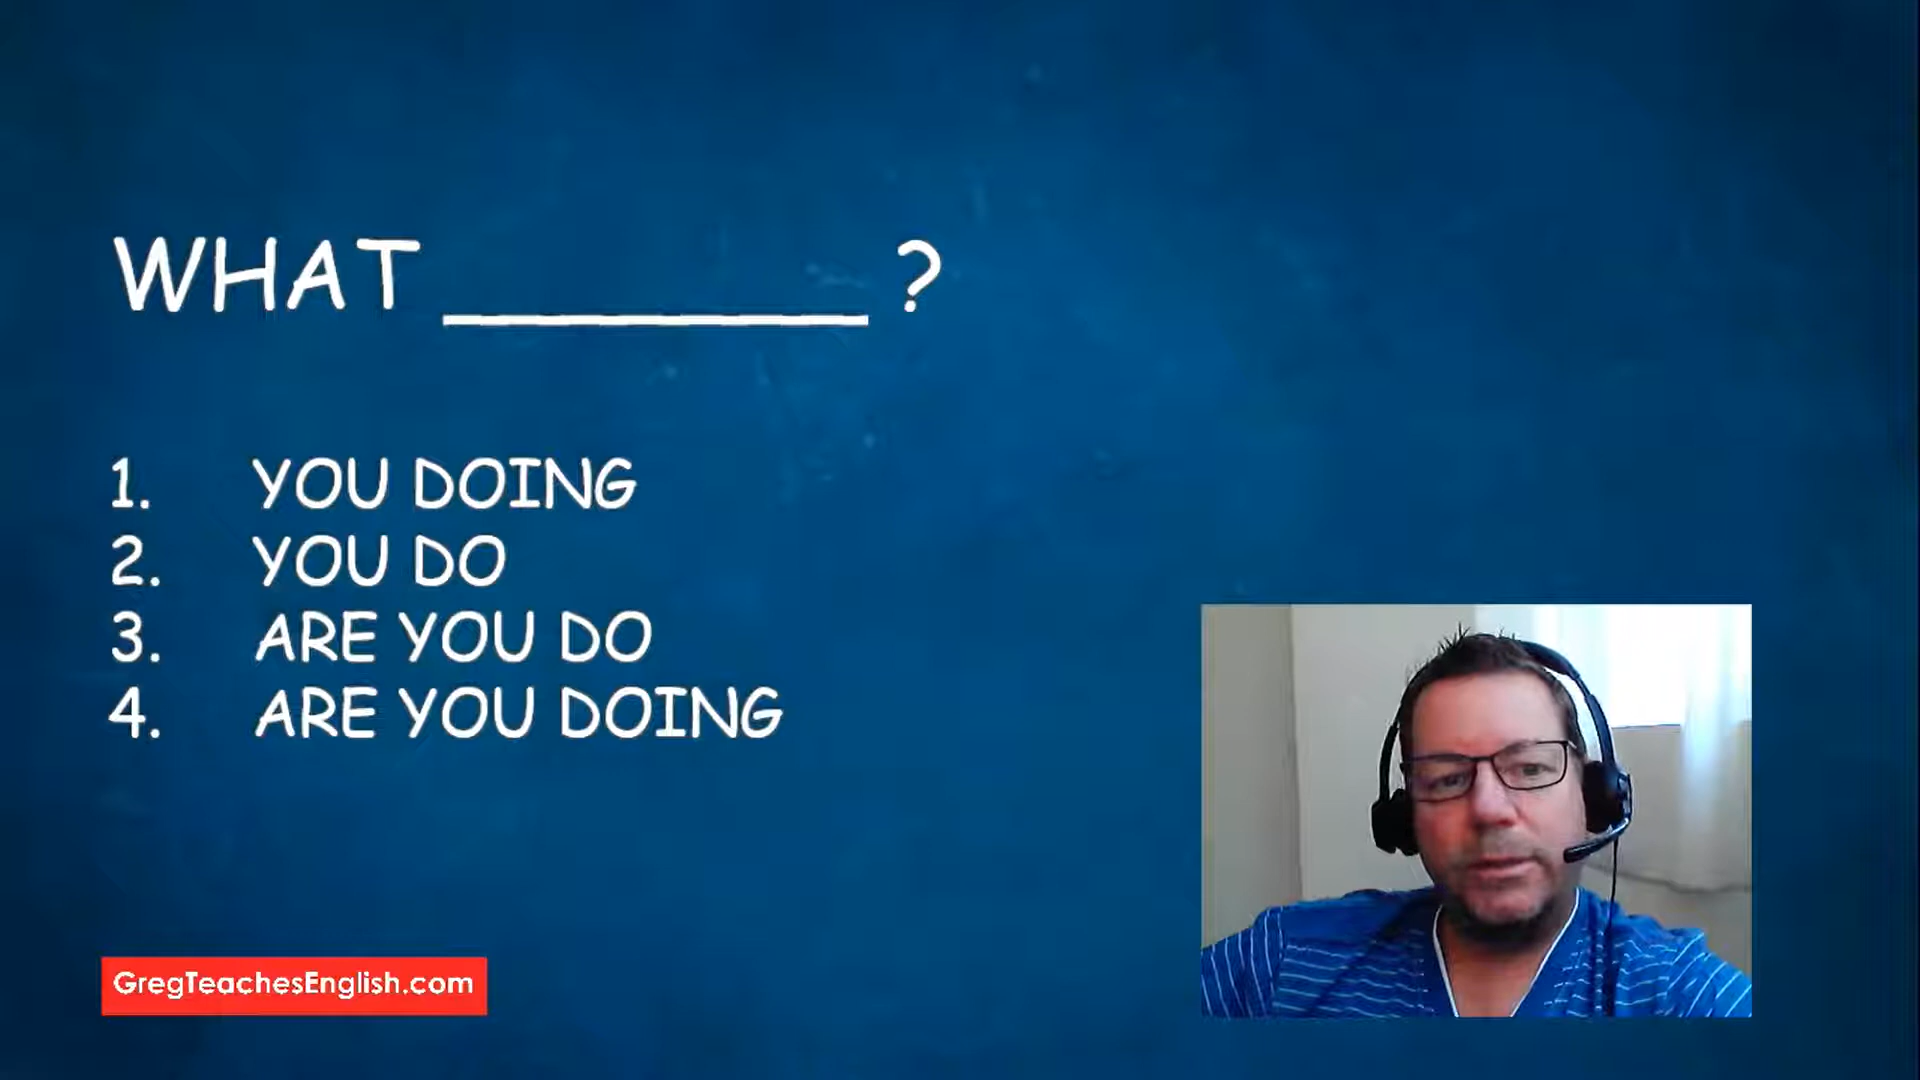 WHAT ________ ?
1. YOU DOING
2. YOU DO
3. ARE YOU DO
4. ARE YOU DOING
GregTeachesEnglish.com